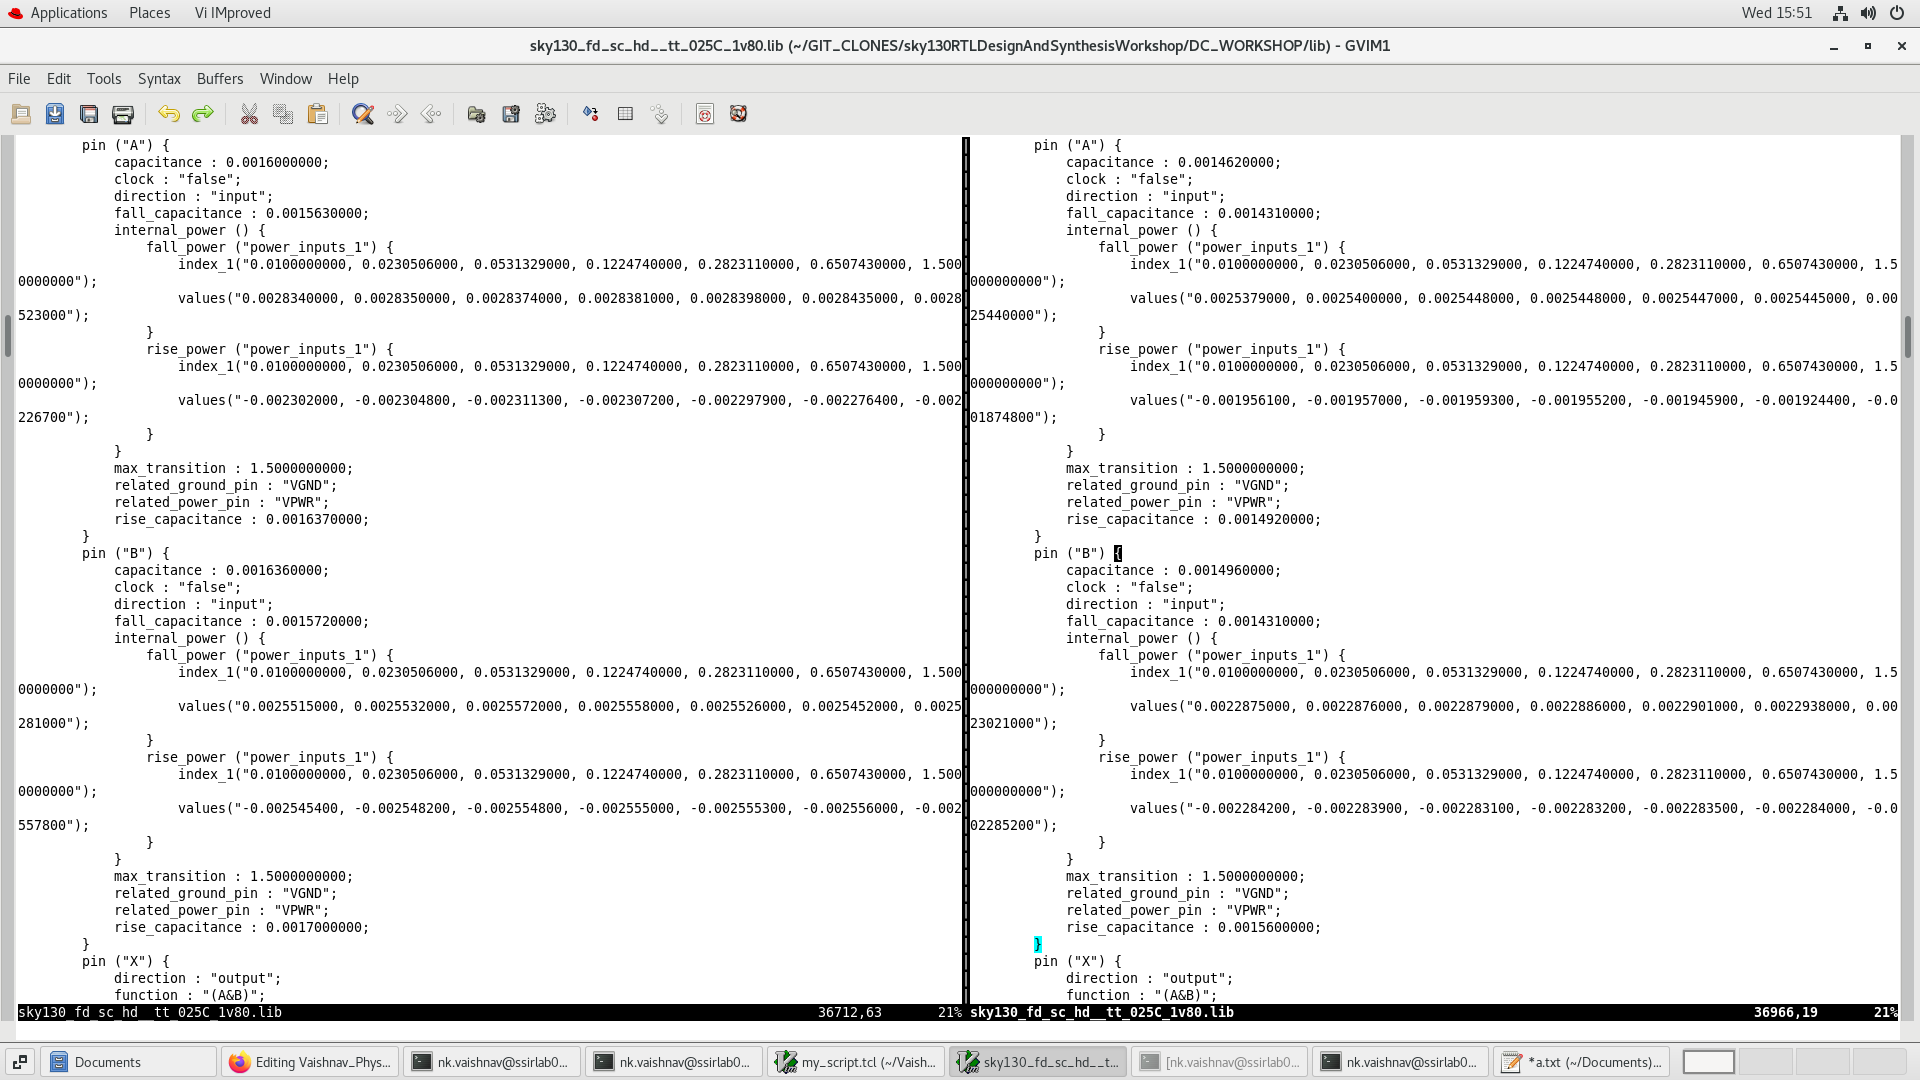 Applications Places Vi IMproved Wed 15:51
sky130_fd_sc_hd__tt_025C_1v80.lib (~/GIT_CLONES/sky130RTLDesignAndSynthesisWorkshop/DC_WORKSHOP/lib) - GVIM1
File Edit Tools Syntax Buffers Window Help
pin ("A") {
capacitance : 0.0016000000;
clock : "false";
direction : "input";
fall_capacitance : 0.0015630000;
internal_power () {
fall_power ("power_inputs_1") {
index_1("0.0100000000, 0.0230506000, 0.0531329000, 0.1224740000, 0.2823110000, 0.6507430000, 1.500
0000000");
values("0.0028340000, 0.0028350000, 0.0028374000, 0.0028381000, 0.0028398000, 0.0028435000, 0.0028
523000");
}
rise_power ("power_inputs_1") {
index_1("0.0100000000, 0.0230506000, 0.0531329000, 0.1224740000, 0.2823110000, 0.6507430000, 1.500
0000000");
values("-0.002302000, -0.002304800, -0.002311300, -0.002307200, -0.002297900, -0.002276400, -0.002
226700");
}
}
max_transition : 1.5000000000;
related_ground_pin : "VGND";
related_power_pin : "VPWR";
rise_capacitance : 0.0016370000;
}
pin ("B") {
capacitance : 0.0016360000;
clock : "false";
direction : "input";
fall_capacitance : 0.0015720000;
internal_power () {
fall_power ("power_inputs_1") {
index_1("0.0100000000, 0.0230506000, 0.0531329000, 0.1224740000, 0.2823110000, 0.6507430000, 1.500
0000000");
values("0.0025515000, 0.0025532000, 0.0025572000, 0.0025558000, 0.0025526000, 0.0025452000, 0.0025
281000");
}
rise_power ("power_inputs_1") {
index_1("0.0100000000, 0.0230506000, 0.0531329000, 0.1224740000, 0.2823110000, 0.6507430000, 1.500
0000000");
values("-0.002545400, -0.002548200, -0.002554800, -0.002555000, -0.002555300, -0.002556000, -0.002
557800");
}
}
max_transition : 1.5000000000;
related_ground_pin : "VGND";
related_power_pin : "VPWR";
rise_capacitance : 0.0017000000;
}
pin ("X") {
direction : "output";
function : "(A&B)";
sky130_fd_sc_hd__tt_025C_1v80.lib 36712,63 21%
pin ("A") {
capacitance : 0.0014620000;
clock : "false";
direction : "input";
fall_capacitance : 0.0014310000;
internal_power () {
fall_power ("power_inputs_1") {
index_1("0.0100000000, 0.0230506000, 0.0531329000, 0.1224740000, 0.2823110000, 0.6507430000, 1.5
000000000");
values("0.0025379000, 0.0025400000, 0.0025448000, 0.0025448000, 0.0025447000, 0.0025445000, 0.00
25440000");
}
rise_power ("power_inputs_1") {
index_1("0.0100000000, 0.0230506000, 0.0531329000, 0.1224740000, 0.2823110000, 0.6507430000, 1.5
000000000");
values("-0.001956100, -0.001957000, -0.001959300, -0.001955200, -0.001945900, -0.001924400, -0.0
01874800");
}
}
max_transition : 1.5000000000;
related_ground_pin : "VGND";
related_power_pin : "VPWR";
rise_capacitance : 0.0014920000;
}
pin ("B") {
capacitance : 0.0014960000;
clock : "false";
direction : "input";
fall_capacitance : 0.0014310000;
internal_power () {
fall_power ("power_inputs_1") {
index_1("0.0100000000, 0.0230506000, 0.0531329000, 0.1224740000, 0.2823110000, 0.6507430000, 1.5
000000000");
values("0.0022875000, 0.0022876000, 0.0022879000, 0.0022886000, 0.0022901000, 0.0022938000, 0.00
23021000");
}
rise_power ("power_inputs_1") {
index_1("0.0100000000, 0.0230506000, 0.0531329000, 0.1224740000, 0.2823110000, 0.6507430000, 1.5
000000000");
values("-0.002284200, -0.002283900, -0.002283100, -0.002283200, -0.002283500, -0.002284000, -0.0
02285200");
}
}
max_transition : 1.5000000000;
related_ground_pin : "VGND";
related_power_pin : "VPWR";
rise_capacitance : 0.0015600000;
}
pin ("X") {
direction : "output";
function : "(A&B)";
sky130_fd_sc_hd__tt_025C_1v80.lib 36966,19 21%
Documents Editing Vaishnav_Phys... nk.vaishnav@ssirlab0... nk.vaishnav@ssirlab0... my_script.tcl (~/Vaish... sky130_fd_sc_hd__t... [nk.vaishnav@ssirlab0... nk.vaishnav@ssirlab0... *a.txt (~/Documents)...